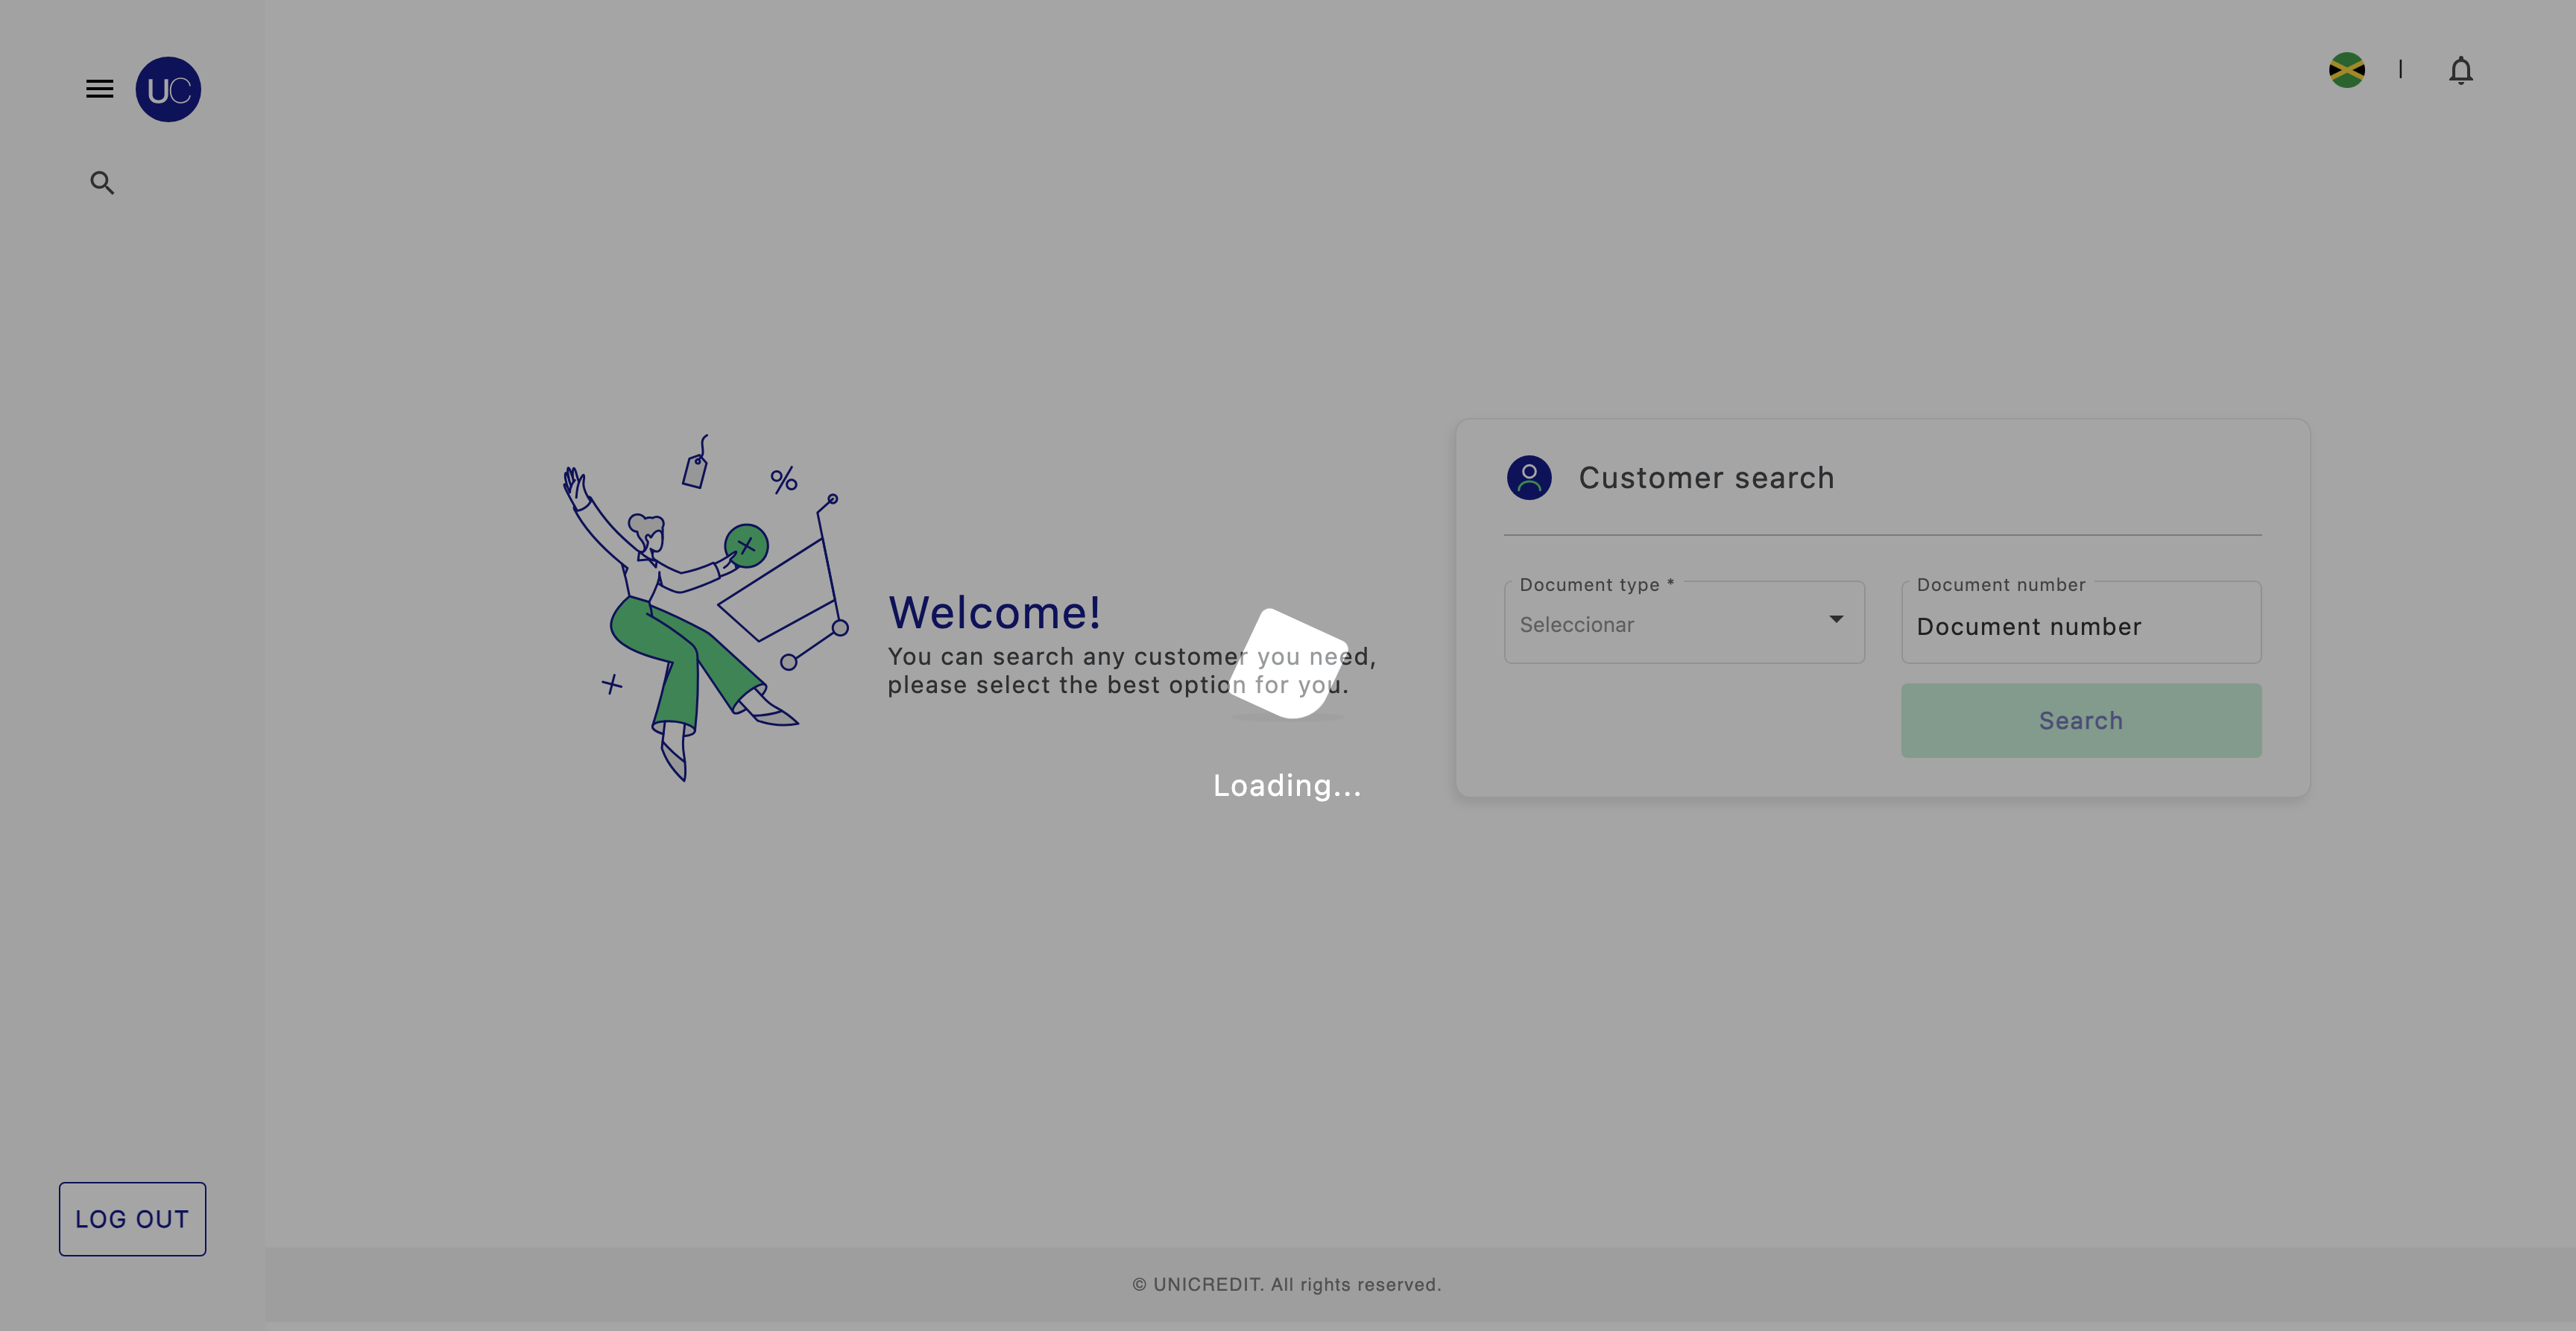 UC
Welcome!
You can search any customer you need,
please select the best option for you.
Loading...
Customer search
Document type *
Seleccionar
Document number
Document number
Search
LOG OUT
© UNICREDIT. All rights reserved.